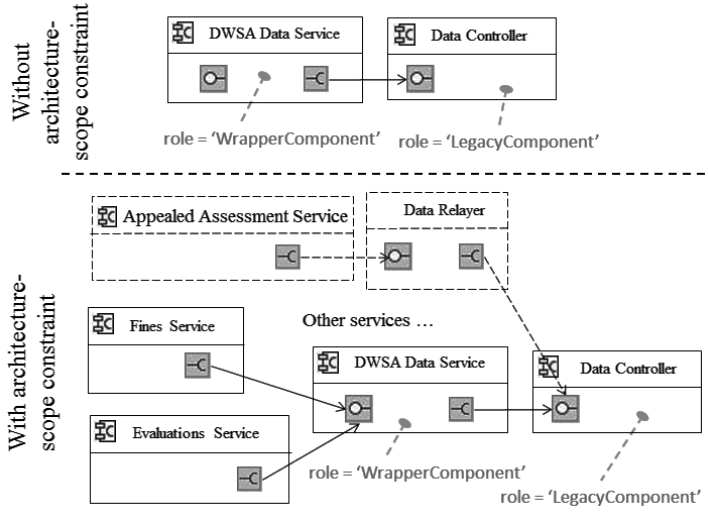 Without
architecture-
scope constraint
DWSA Data Service
Data Controller
role = ‘WrapperComponent’
role = ‘LegacyComponent’
With architecture-
scope constraint
Appealed Assessment Service
Data Relayer
Fines Service
Other services ...
DWSA Data Service
Data Controller
Evaluations Service
role = ‘WrapperComponent’
role = ‘LegacyComponent’